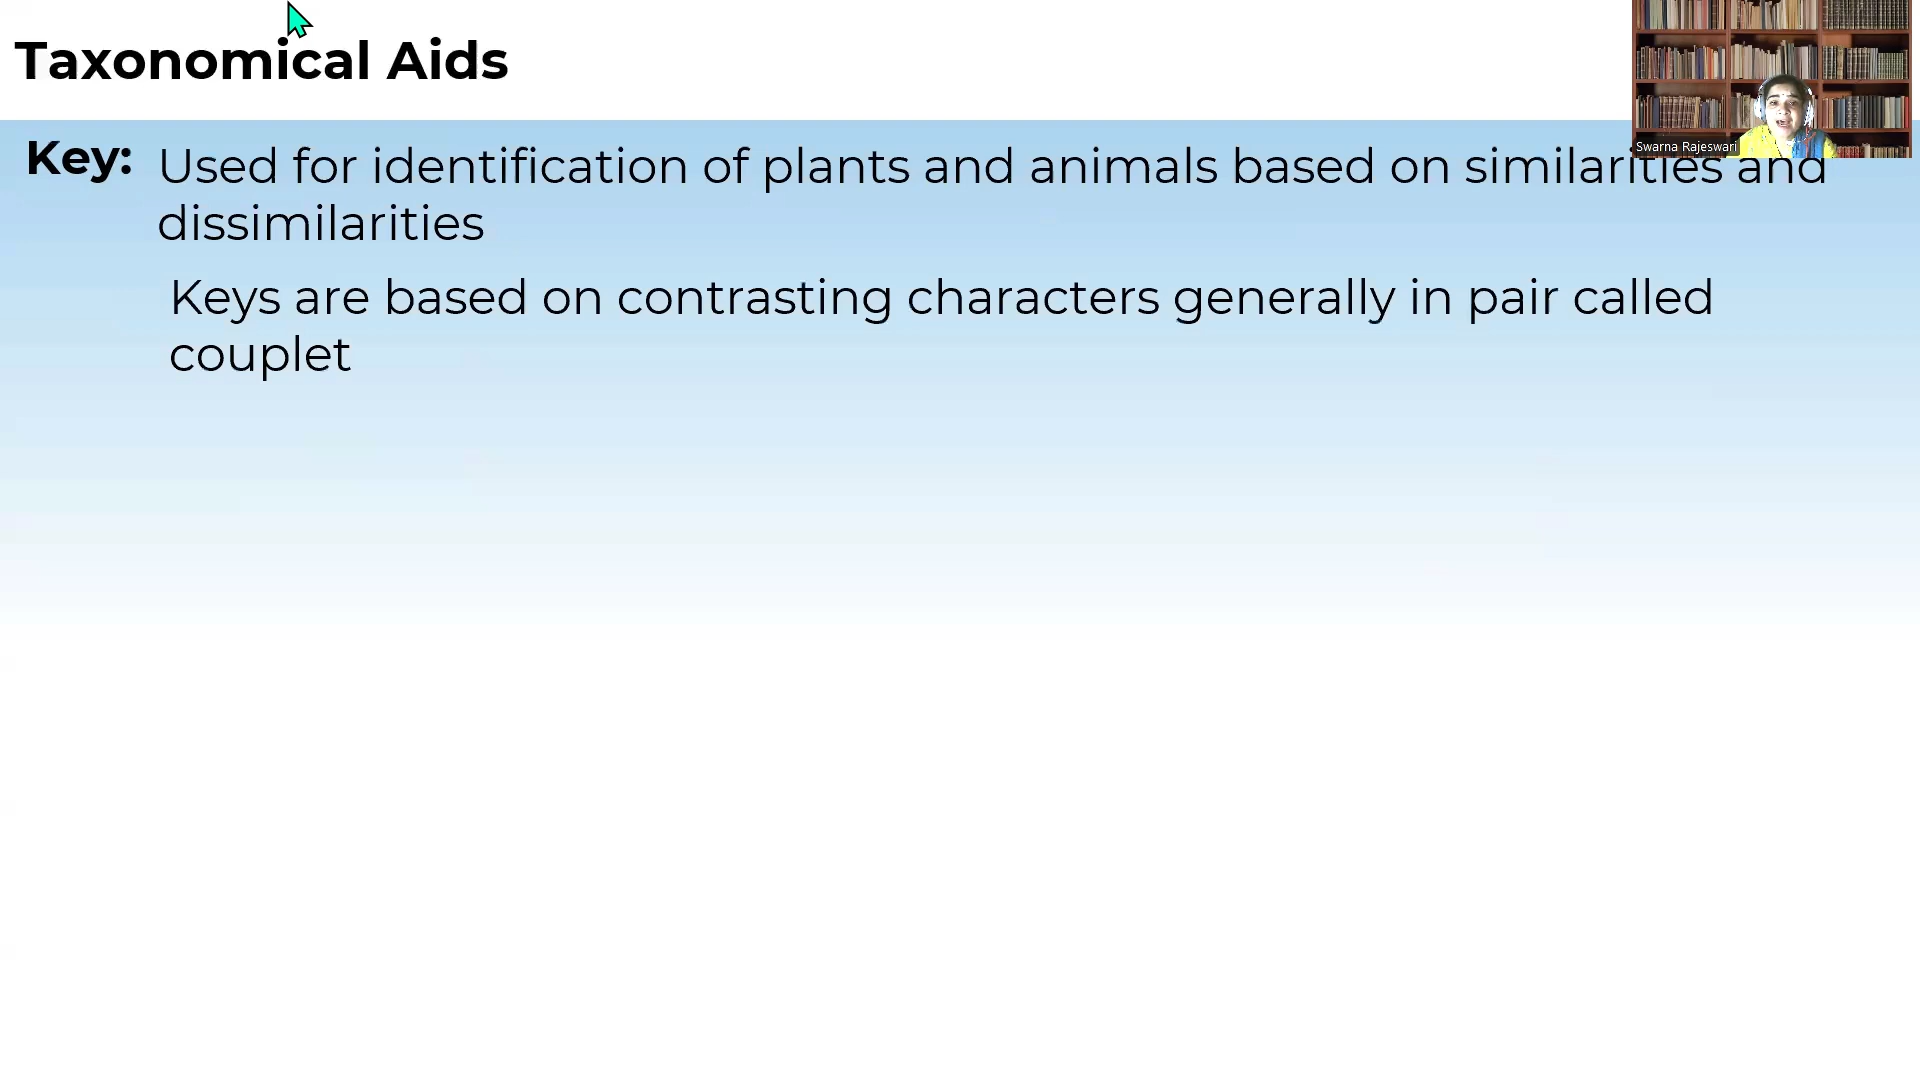 Taxonomical Aids
Swarna Rajeswari
Key: Used for identification of plants and animals based on similarities and
dissimilarities
Keys are based on contrasting characters generally in pair called
couplet